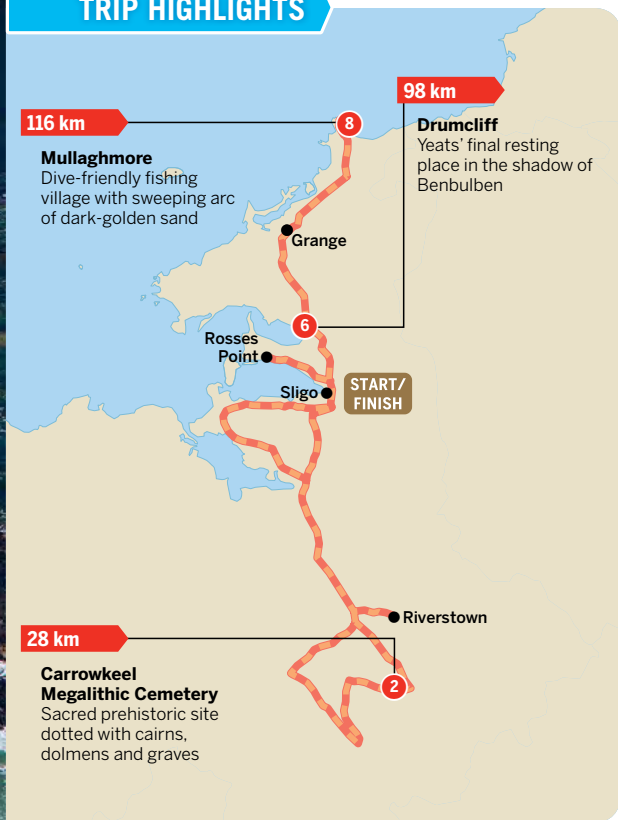 TRIP HIGHLIGHTS
98 km
Drumcliff
Yeats’ final resting
place in the shadow of
Benbulben
116 km
8
Mullaghmore
Dive-friendly fishing
village with sweeping arc
of dark-golden sand
Grange
6
Rosses
Point
Sligo
START/
FINISH
Riverstown
28 km
2
Carrowkeel
Megalithic Cemetery
Sacred prehistoric site
dotted with cairns,
dolmens and graves